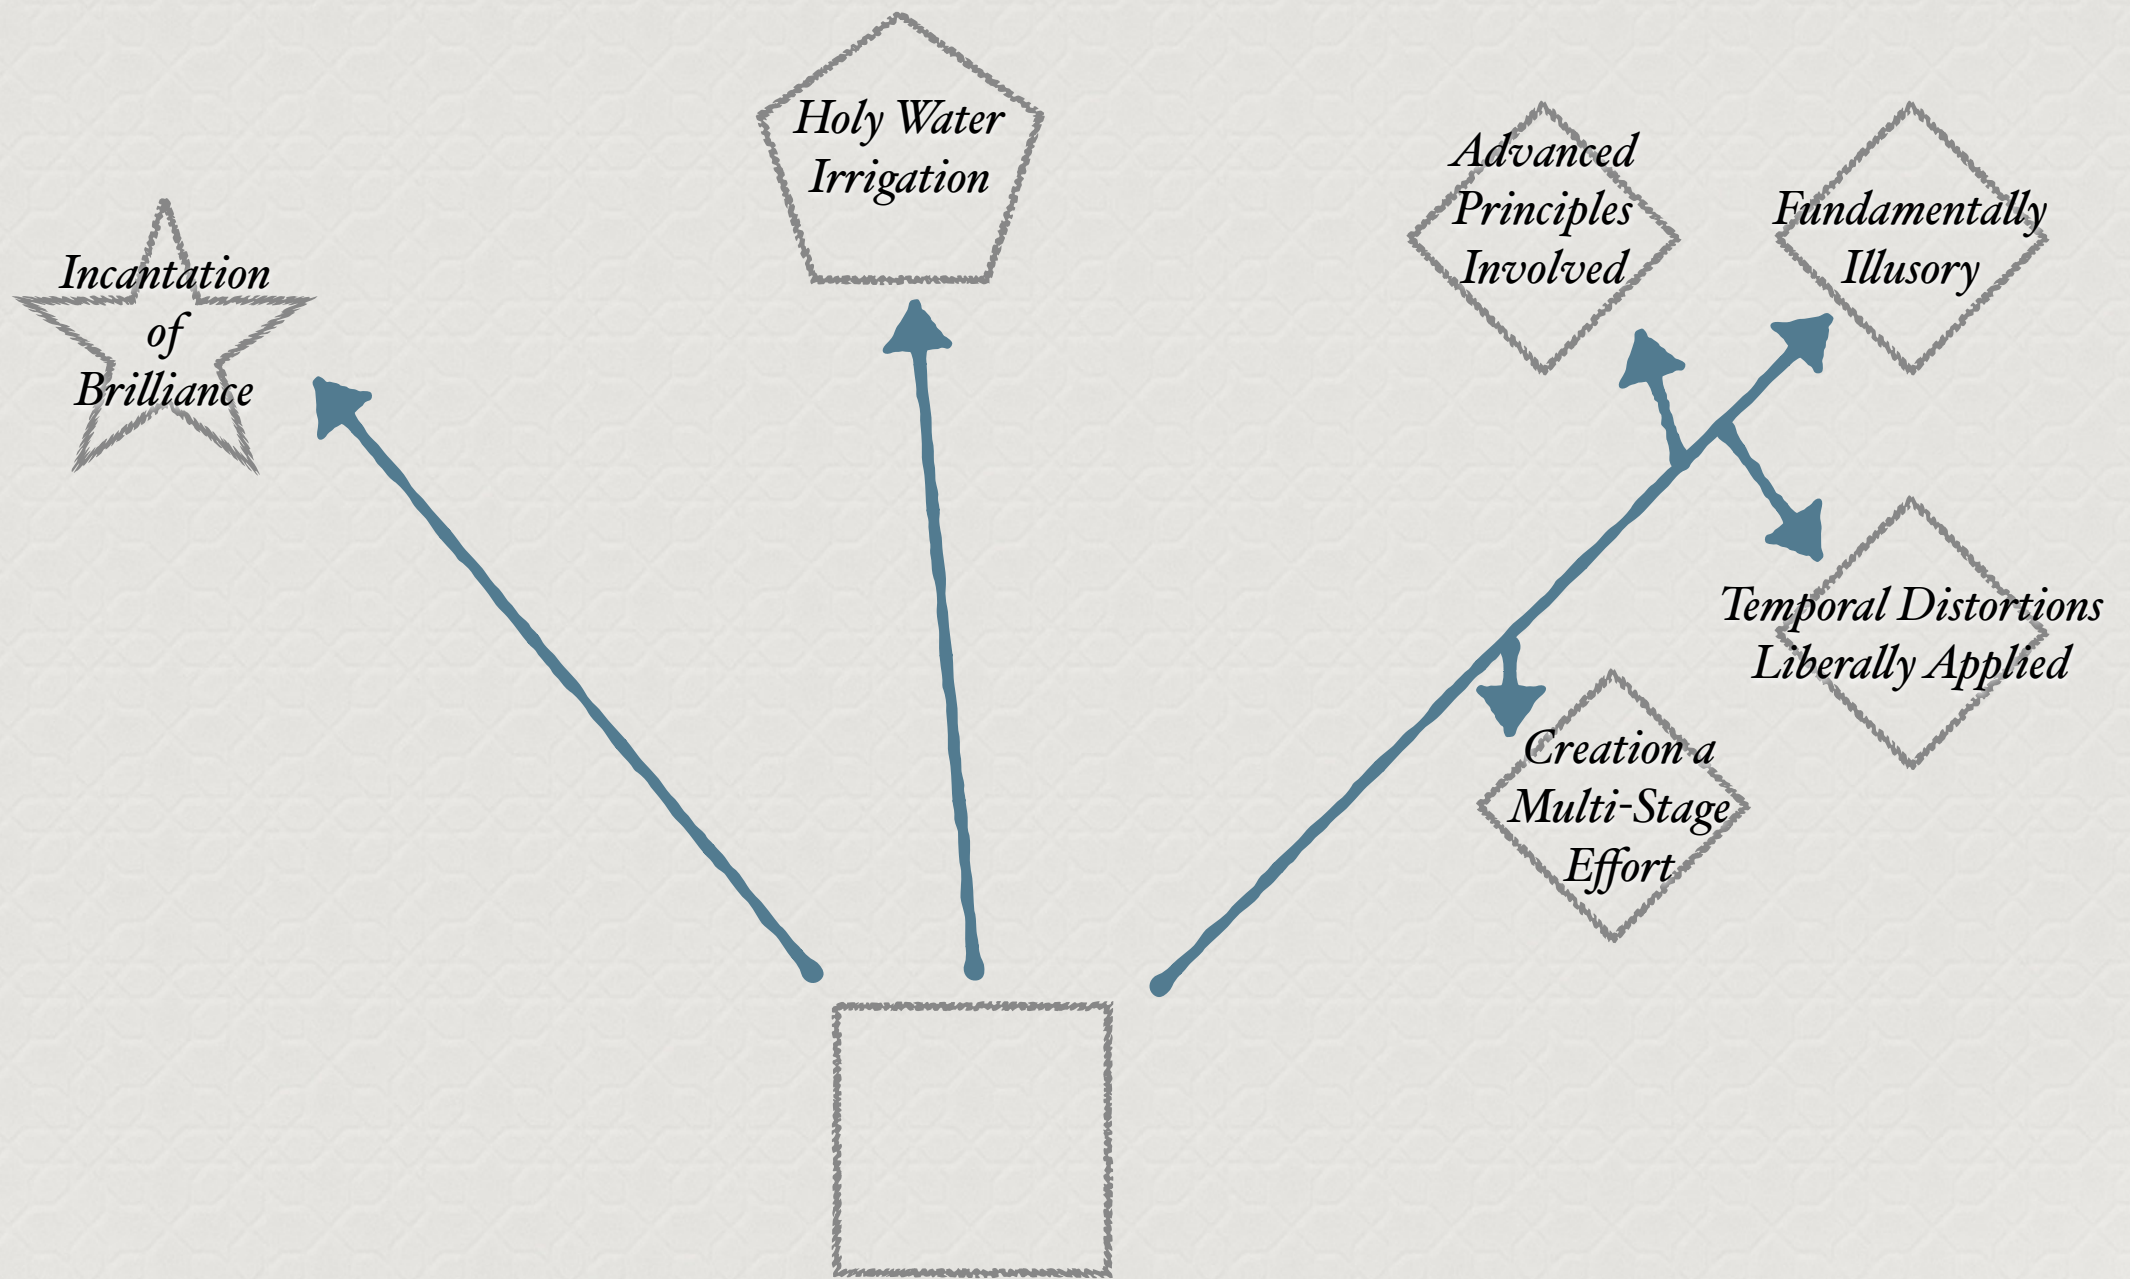 Incantation
of
Brilliance
Holy Water
Irrigation
Advanced
Principles
Involved
Fundamentally
Illusory
Temporal Distortions
Liberally Applied
Creation a
Multi-Stage
Effort